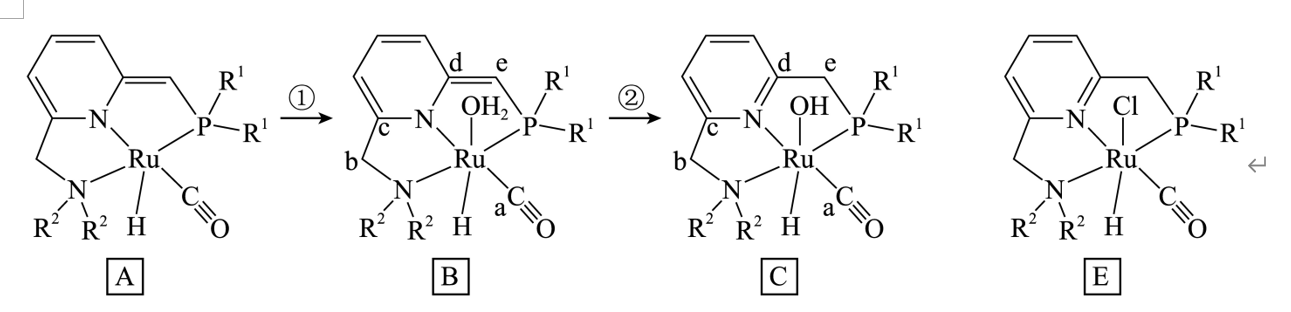 R¹ R¹ N P Ru N R² R² H C O
①
d e R¹ OH₂ R¹ c N P b Ru N C a R² R² H O
②
d e R¹ OH R¹ c N P b Ru N C a R² R² H O
R¹ Cl R¹ N P Ru N C R² R² H O
A B C E